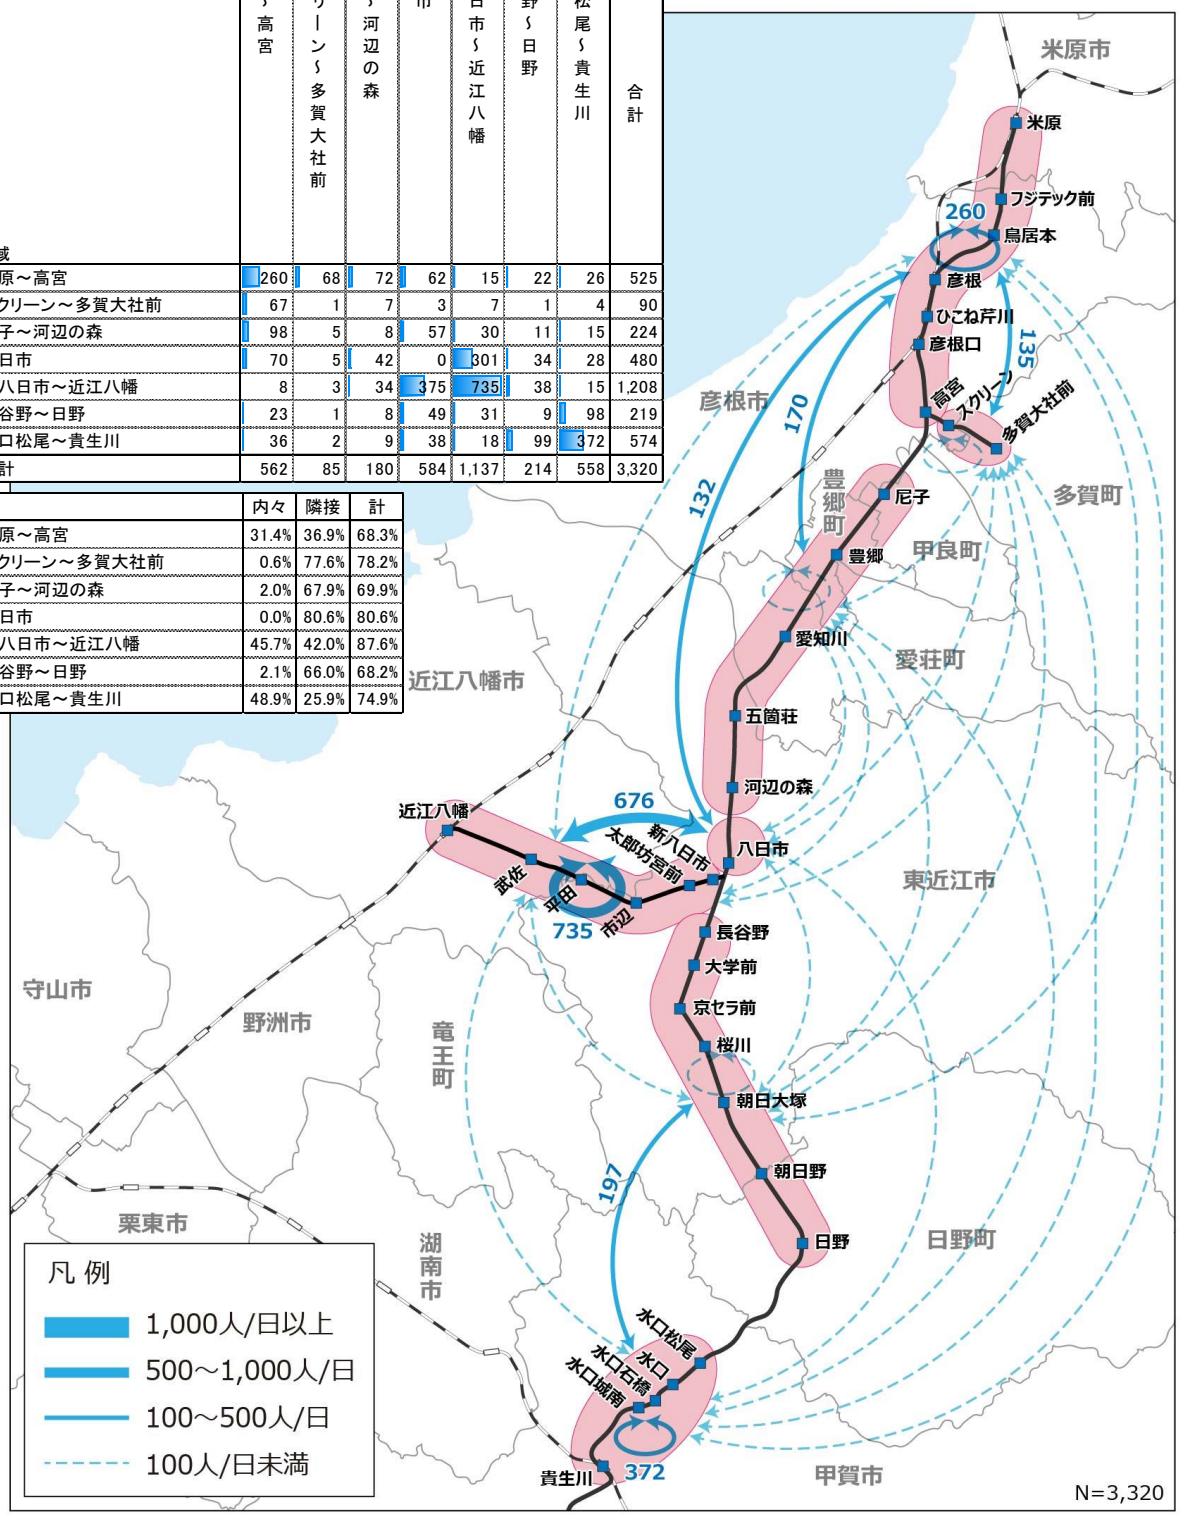 ～高宮
リーン～多賀大社前
～河辺の森
市
日市～近江八幡
野～日野
松尾～貴生川
合計
域
原～高宮 260 68 72 62 15 22 26 525
クリーン～多賀大社前 67 1 7 3 7 1 4 90
子～河辺の森 98 5 8 57 30 11 15 224
日市 70 5 42 0 301 34 28 480
八日市～近江八幡 8 3 34 375 735 38 15 1,208
谷野～日野 23 1 8 49 31 9 98 219
口松尾～貴生川 36 2 9 38 18 99 372 574
計 562 85 180 584 1,137 214 558 3,320
内々 隣接 計
原～高宮 31.4% 36.9% 68.3%
クリーン～多賀大社前 0.6% 77.6% 78.2%
子～河辺の森 2.0% 67.9% 69.9%
日市 0.0% 80.6% 80.6%
八日市～近江八幡 45.7% 42.0% 87.6%
谷野～日野 2.1% 66.0% 68.2%
口松尾～貴生川 48.9% 25.9% 74.9%
米原市
米原
フジテック前
260
鳥居本
彦根
ひこね芹川
彦根口
135
彦根市
170
高宮
スクリーン
多賀大社前
132
豊郷町
尼子
多賀町
豊郷
甲良町
愛知川
愛荘町
近江八幡市
五箇荘
河辺の森
近江八幡
676
新八日市
太郎坊宮前
八日市
武佐
平田
市辺
735
東近江市
長谷野
大学前
京セラ前
守山市
野洲市
竜王町
桜川
朝日大塚
197
朝日野
栗東市
湖南市
日野
日野町
水口松尾
水口
水口石橋
水口城南
372
貴生川
甲賀市
凡例
1,000人/日以上
500～1,000人/日
100～500人/日
100人/日未満
N=3,320